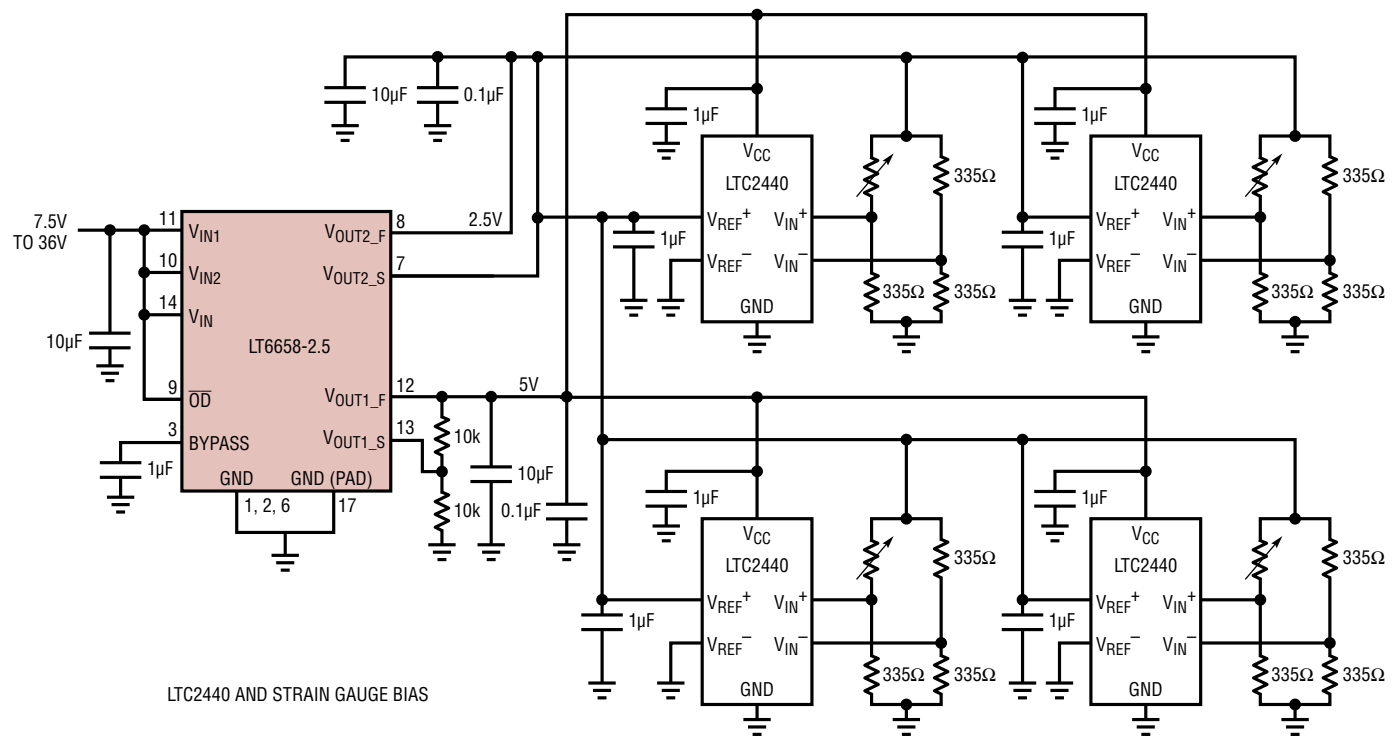 10µF
0.1µF
1µF
VCC
LTC2440
VREF+
VIN+
VREF–
VIN–
GND
1µF
335Ω
335Ω
335Ω
1µF
VCC
LTC2440
VREF+
VIN+
VREF–
VIN–
GND
1µF
335Ω
335Ω
335Ω
7.5V
TO 36V
10µF
11
VIN1
10
VIN2
14
VIN
9
OD
3
BYPASS
1µF
LT6658-2.5
VOUT2_F
8
2.5V
VOUT2_S
7
VOUT1_F
12
5V
VOUT1_S
13
GND
GND (PAD)
1, 2, 6
17
10k
10k
10µF
0.1µF
1µF
VCC
LTC2440
VREF+
VIN+
VREF–
VIN–
GND
1µF
335Ω
335Ω
335Ω
1µF
VCC
LTC2440
VREF+
VIN+
VREF–
VIN–
GND
1µF
335Ω
335Ω
335Ω
LTC2440 AND STRAIN GAUGE BIAS